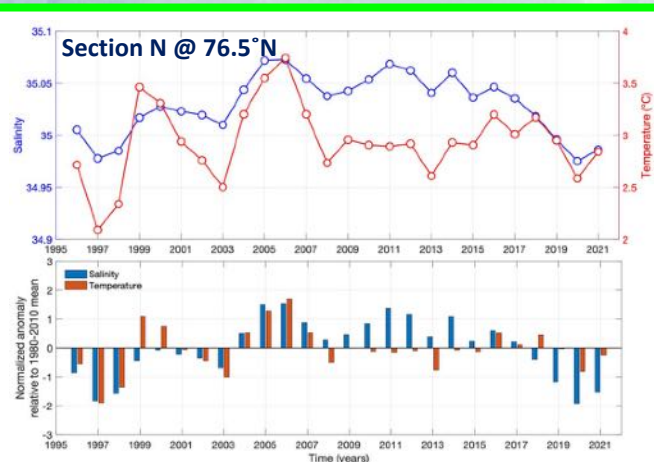 Section N @ 76.5°N
35.1
35.05
35
34.95
34.9
Salinity
4
3.5
3
2.5
2
Temperature (°C)
1995 1997 1999 2001 2003 2005 2007 2009 2011 2013 2015 2017 2019 2021
3
2
1
0
-1
-2
-3
Normalized anomaly
relative to 1980-2010 mean
Salinity
Temperature
1995 1997 1999 2001 2003 2005 2007 2009 2011 2013 2015 2017 2019 2021
Time (years)